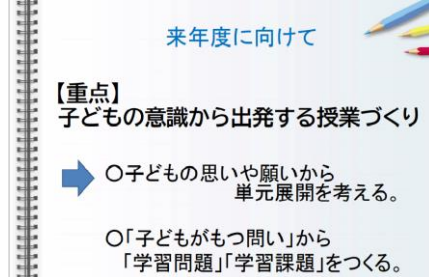 来年度に向けて
【重点】
子どもの意識から出発する授業づくり
○子どもの思いや願いから
単元展開を考える。
○「子どもがもつ問い」から
「学習問題」「学習課題」をつくる。